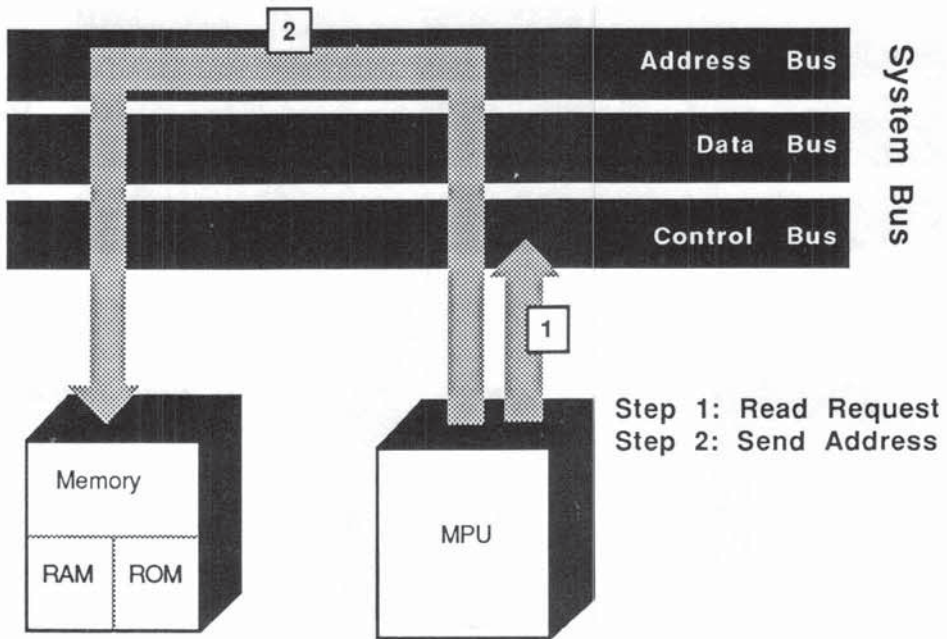 2
Address Bus
Data Bus
Control Bus
System Bus
1
Step 1: Read Request
Step 2: Send Address
Memory
RAM ROM
MPU